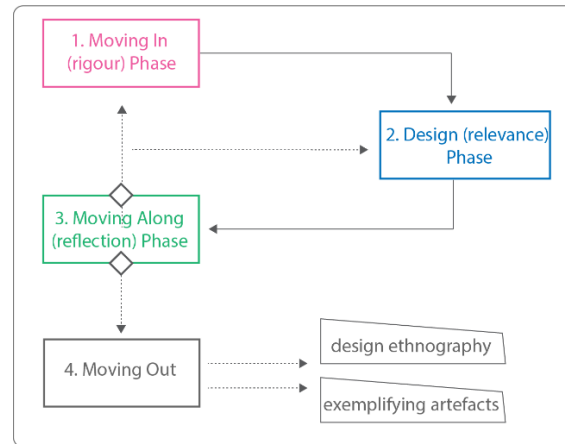 1. Moving In
(rigour) Phase
2. Design (relevance)
Phase
3. Moving Along
(reflection) Phase
4. Moving Out
design ethnography
exemplifying artefacts